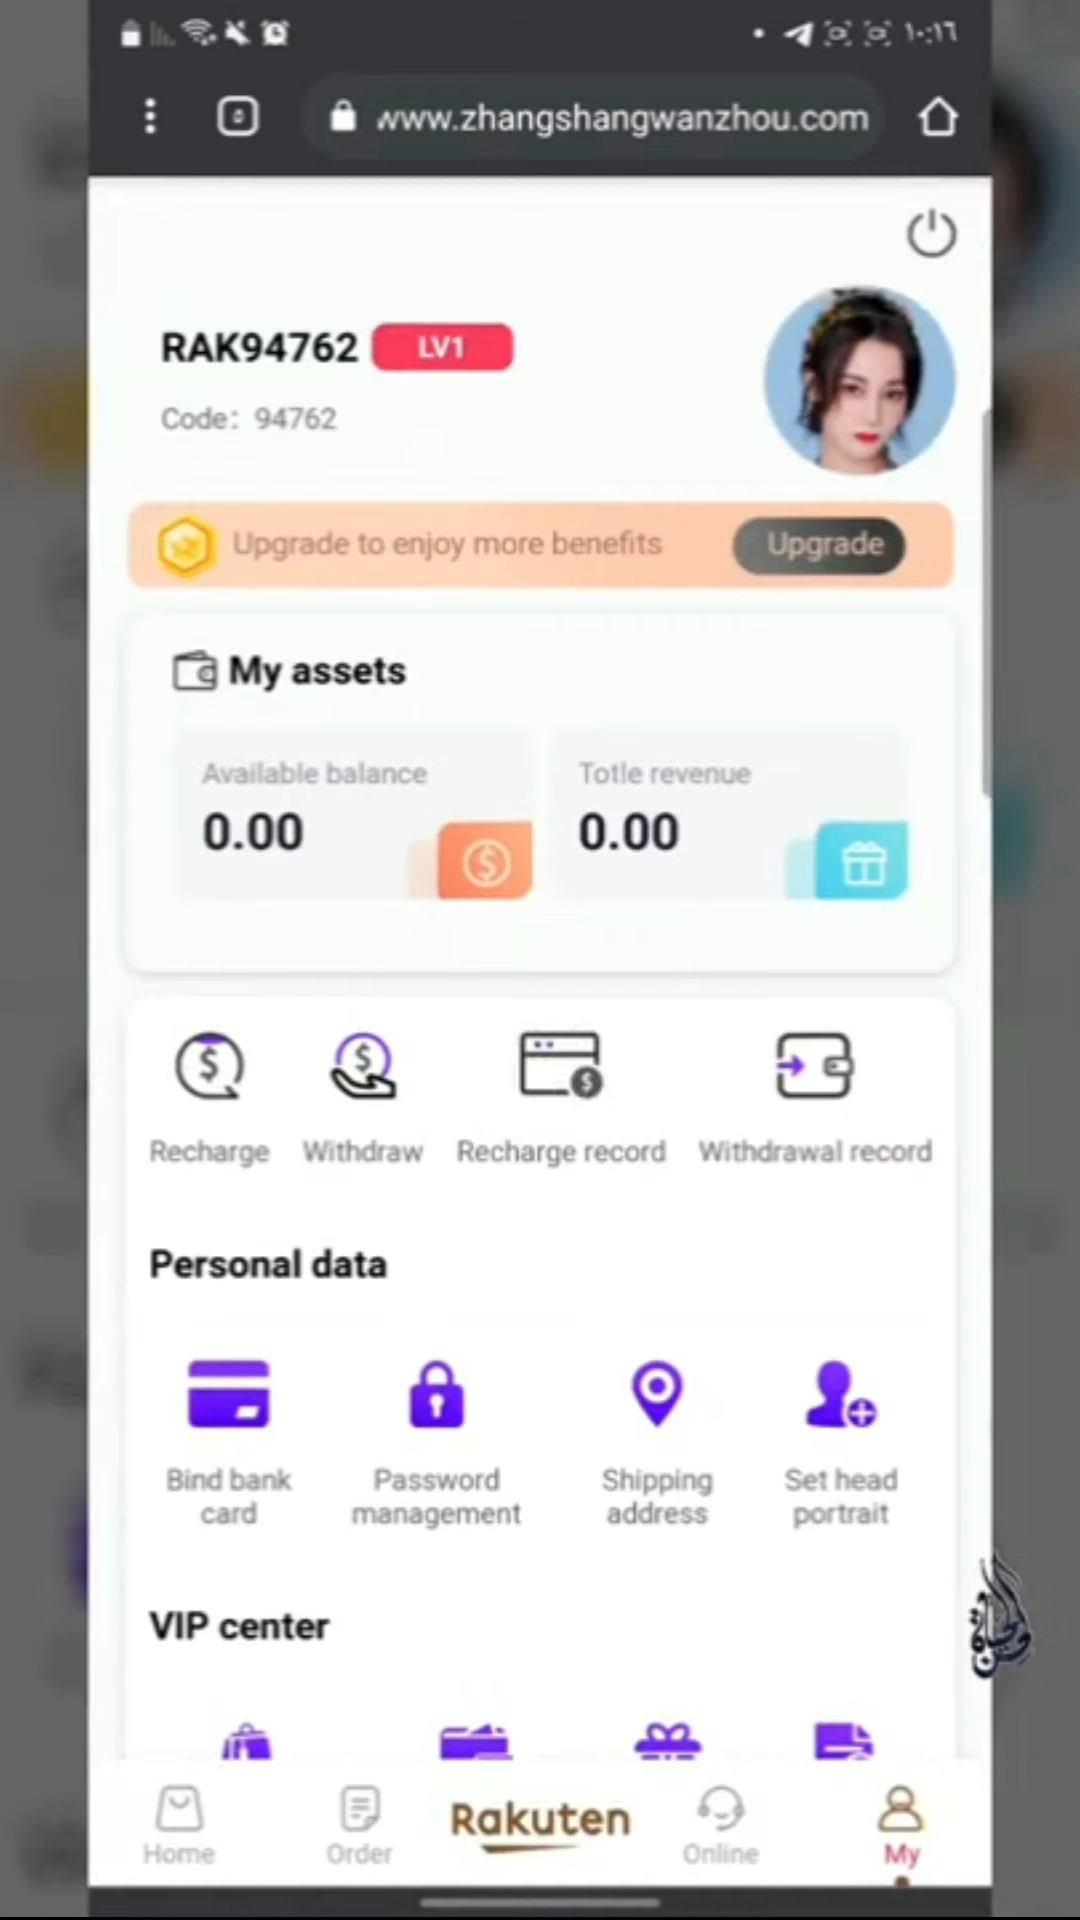 ١٠:١٦
www.zhangshangwanzhou.com
RAK94762 LV1
Code: 94762
Upgrade to enjoy more benefits Upgrade
My assets
Available balance Totle revenue
0.00 0.00
Recharge Withdraw Recharge record Withdrawal record
Personal data
Bind bank card
Password management
Shipping address
Set head portrait
VIP center
Home Order Rakuten Online My